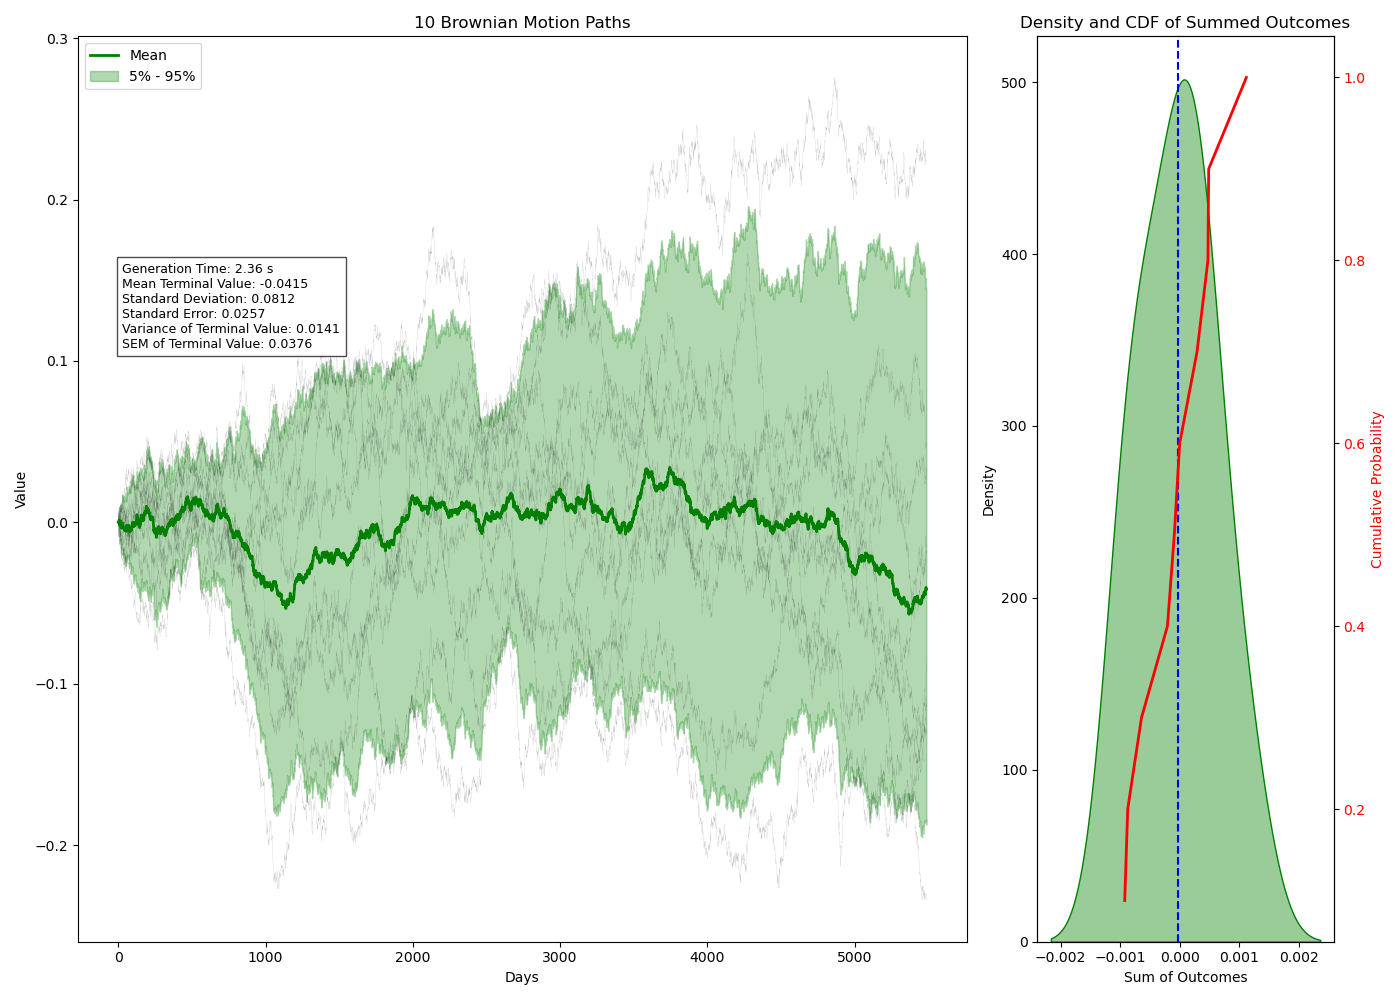 10 Brownian Motion Paths
Mean
5% - 95%
Generation Time: 2.36 s
Mean Terminal Value: -0.0415
Standard Deviation: 0.0812
Standard Error: 0.0257
Variance of Terminal Value: 0.0141
SEM of Terminal Value: 0.0376
Value
0.3
0.2
0.1
0.0
−0.1
−0.2
0
1000
2000
3000
4000
5000
Days
Density and CDF of Summed Outcomes
Density
500
400
300
200
100
0
−0.002
−0.001
0.000
0.001
0.002
Sum of Outcomes
1.0
0.8
0.6
0.4
0.2
Cumulative Probability